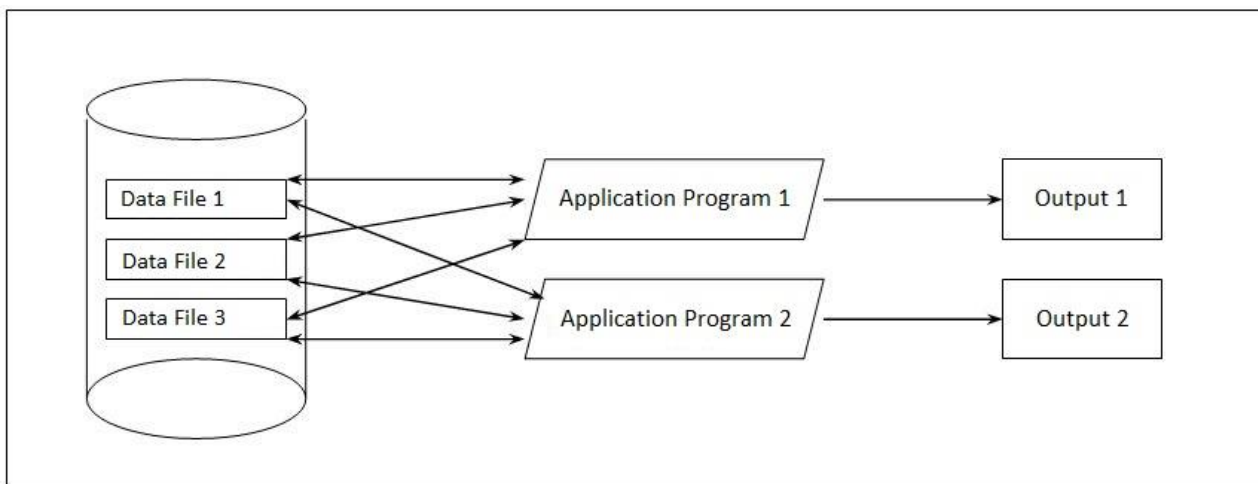 Data File 1
Data File 2
Data File 3
Application Program 1
Application Program 2
Output 1
Output 2